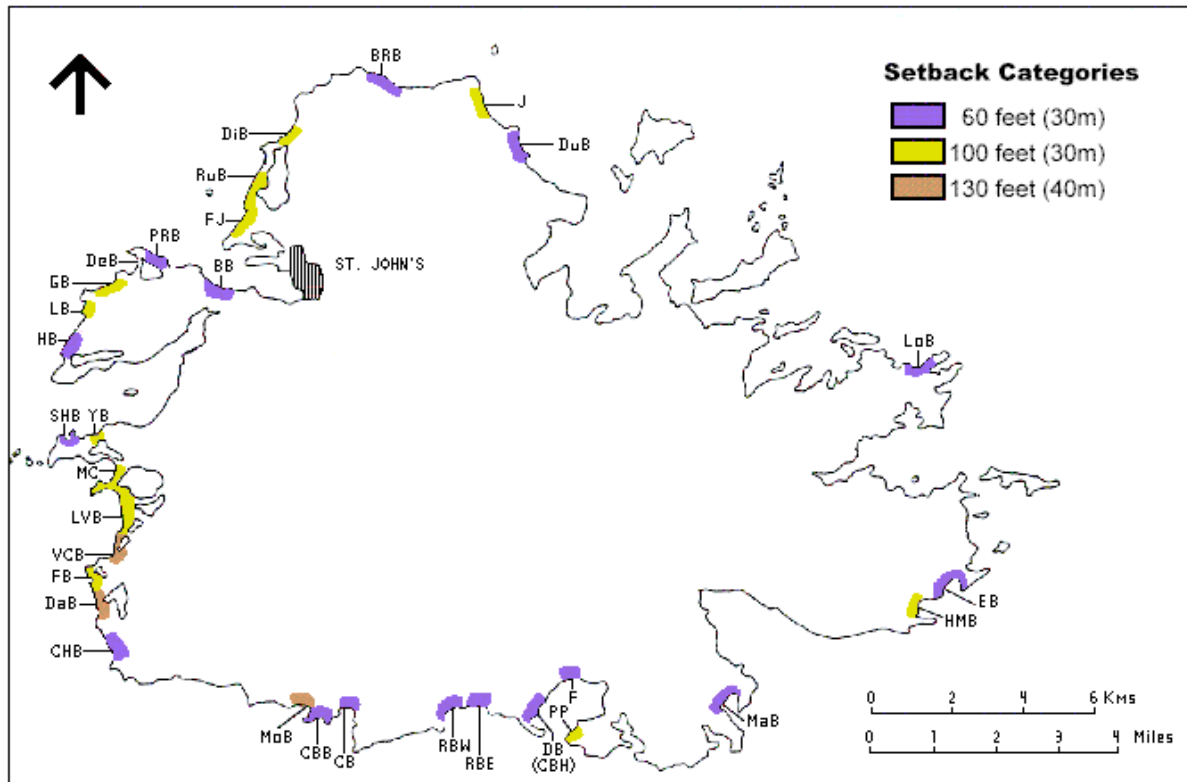 BRB
Setback Categories
60 feet (30m)
100 feet (30m)
130 feet (40m)
J
DiB
DuB
RuB
FJ
PRB
DeB
BB
ST. JOHN'S
GB
LB
HB
LoB
SHB YB
MC
LVB
VCB
FB
DaB
EB
HMB
CHB
F
PP
MaB
MoB
CBB
CB
RBW
RBE
DB
(CBH)
0 2 4 6 KMS
0 1 2 3 4 MILES